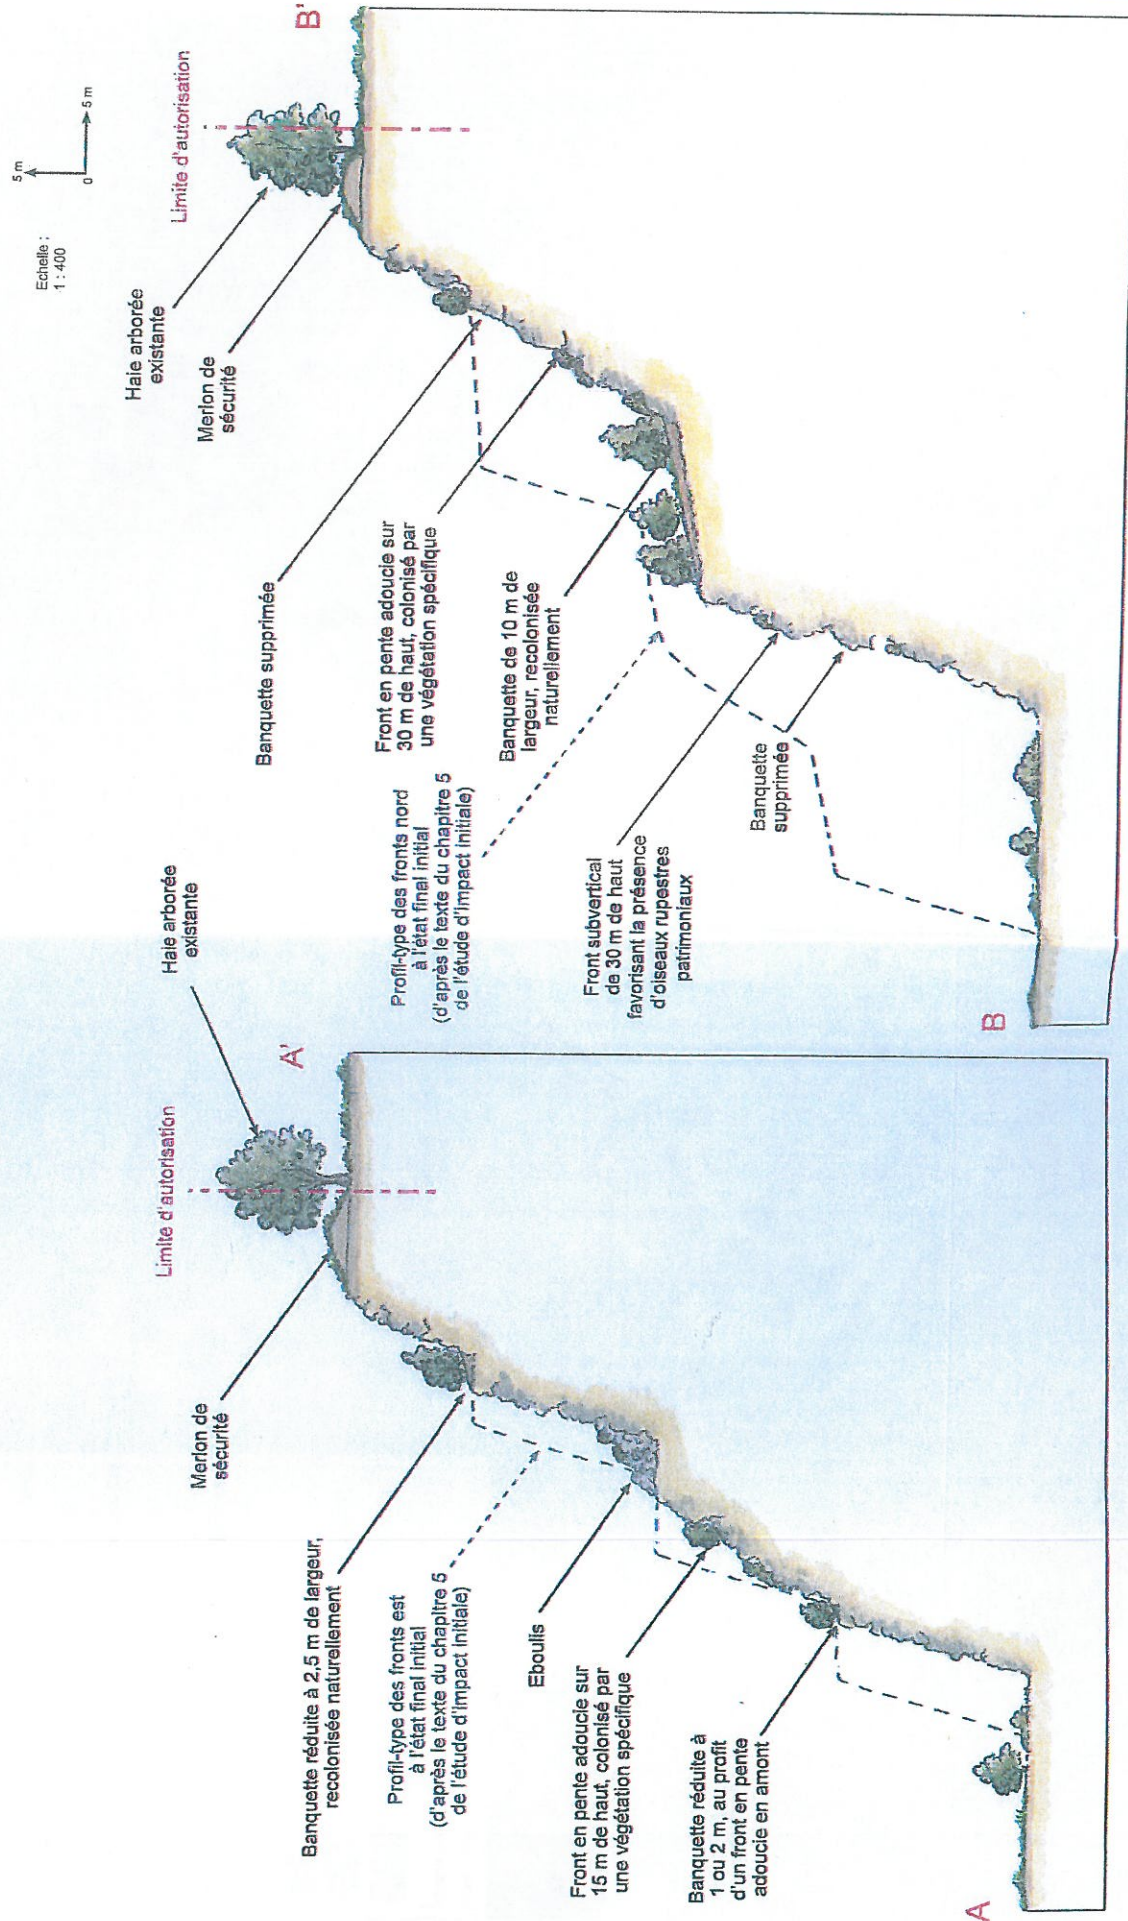 Limite d'autorisation
A'
Haie arborée
existante
Merlon de
sécurité
Banquette réduite à 2,5 m de largeur,
recolonisée naturellement
Profil-type des fronts est
à l'état final initial
(d'après le texte du chapitre 5
de l'étude d'impact initiale)
Eboulis
Front en pente adoucie sur
15 m de haut, colonisé par
une végétation spécifique
Banquette réduite à
1 ou 2 m, au profit
d'un front en pente
adoucie en amont
A
Echelle :
1 : 400
5 m
0
5 m
Limite d'autorisation
B'
Haie arborée
existante
Merlon de
sécurité
Banquette supprimée
Front en pente adoucie sur
30 m de haut, colonisé par
une végétation spécifique
Banquette de 10 m de
largeur, recolonisée
naturellement
Profil-type des fronts nord
à l'état final initial
(d'après le texte du chapitre 5
de l'étude d'impact initiale)
Front subvertical
de 30 m de haut
favorisant la présence
d'oiseaux rupestres
patrimoniaux
Banquette
supprimée
B